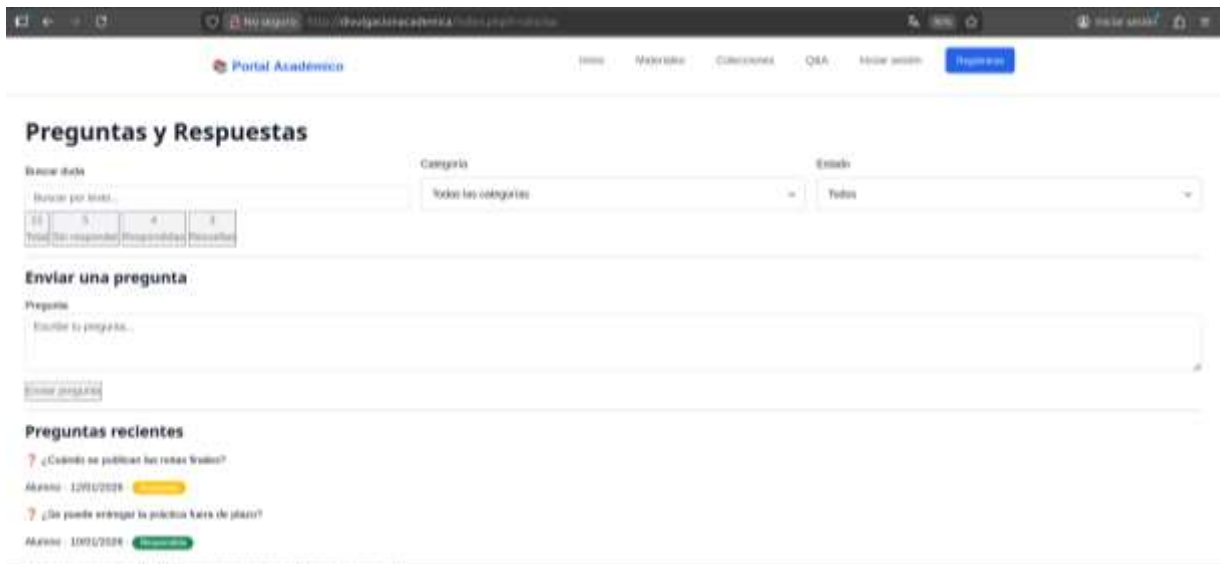 No seguro
📚 Portal Académico
Inicio Materiales Colecciones Q&A Iniciar sesión Registrarse
Preguntas y Respuestas
Buscar duda
Categoría
Estado
Buscar por texto...
Todas las categorías
Todos
5 4
Total Sin responder Respondidas Resueltas
Enviar una pregunta
Pregunta
Escribe tu pregunta...
Enviar pregunta
Preguntas recientes
❓ ¿Cuándo se publican las notas finales?
Alumno · 12/01/2026
❓ ¿Se puede entregar la práctica fuera de plazo?
Alumno · 10/01/2026 Respondida